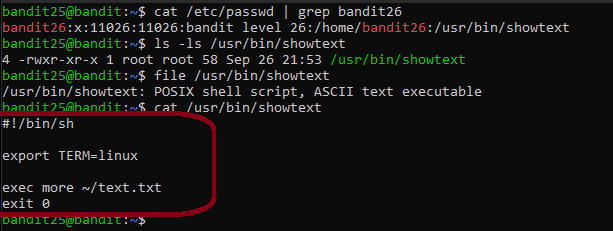 bandit25@bandit:~$ cat /etc/passwd | grep bandit26
bandit26:x:11026:11026:bandit level 26:/home/bandit26:/usr/bin/showtext
bandit25@bandit:~$ ls -ls /usr/bin/showtext
4 -rwxr-xr-x 1 root root 58 Sep 26 21:53 /usr/bin/showtext
bandit25@bandit:~$ file /usr/bin/showtext
/usr/bin/showtext: POSIX shell script, ASCII text executable
bandit25@bandit:~$ cat /usr/bin/showtext
#!/bin/sh
export TERM=linux
exec more ~/text.txt
exit 0
bandit25@bandit:~$